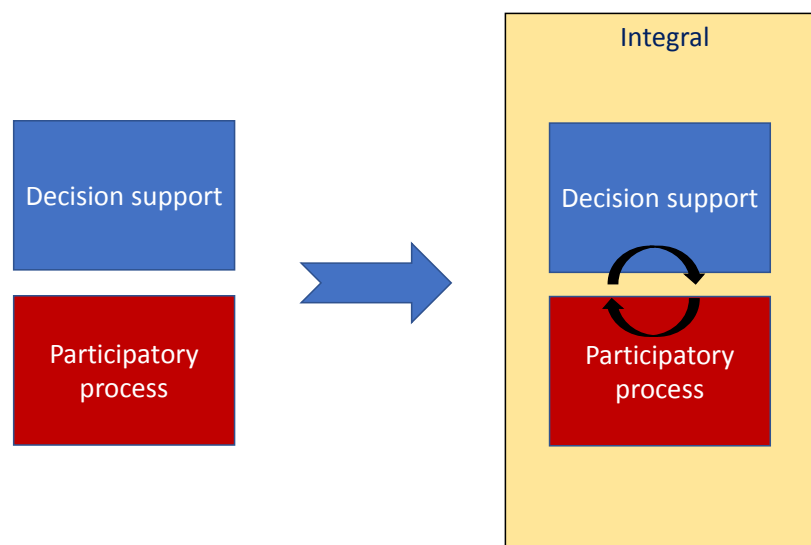 Integral
Decision support
Decision support
Participatory
process
Participatory
process